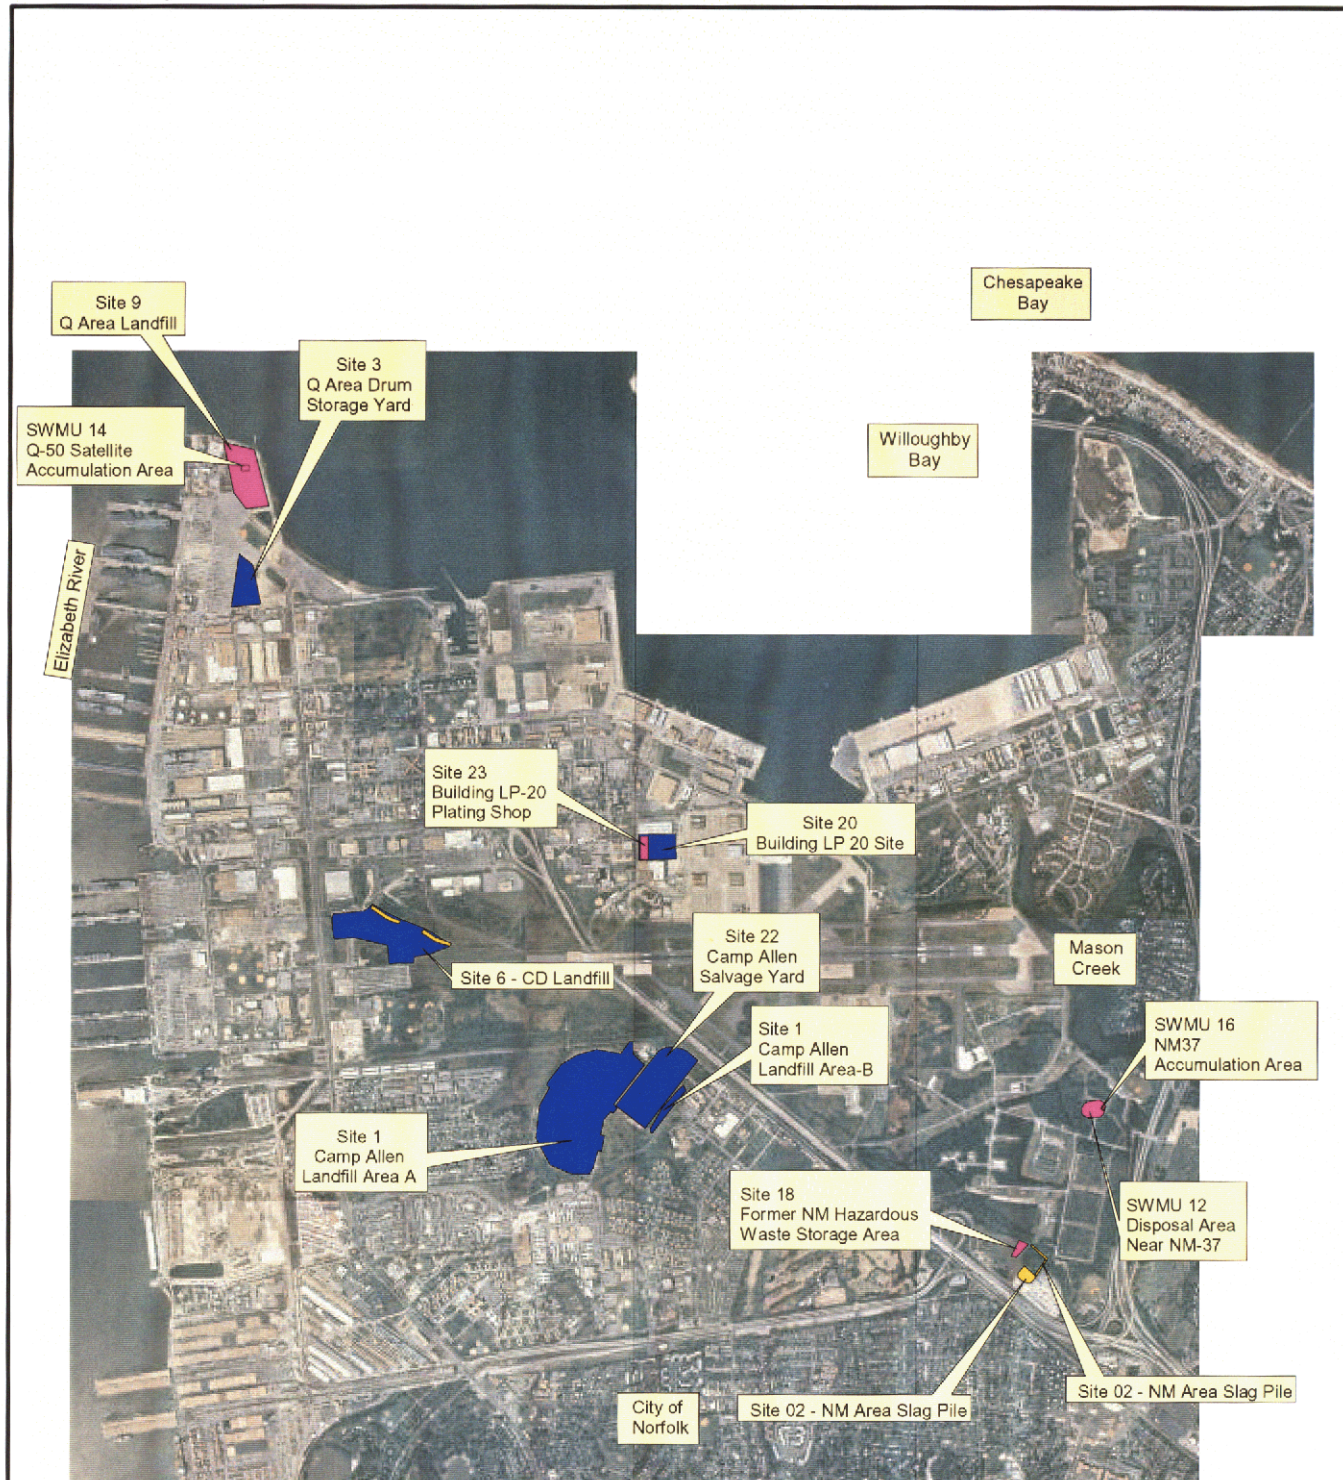 Chesapeake
Bay
Site 9
Q Area Landfill
Site 3
Q Area Drum
Storage Yard
SWMU 14
Q-50 Satellite
Accumulation Area
Willoughby
Bay
Elizabeth River
Site 23
Building LP-20
Plating Shop
Site 20
Building LP 20 Site
Site 22
Camp Allen
Salvage Yard
Mason
Creek
Site 6 - CD Landfill
Site 1
Camp Allen
Landfill Area-B
SWMU 16
NM37
Accumulation Area
Site 1
Camp Allen
Landfill Area A
Site 18
Former NM Hazardous
Waste Storage Area
SWMU 12
Disposal Area
Near NM-37
Site 02 - NM Area Slag Pile
Site 02 - NM Area Slag Pile
City of
Norfolk